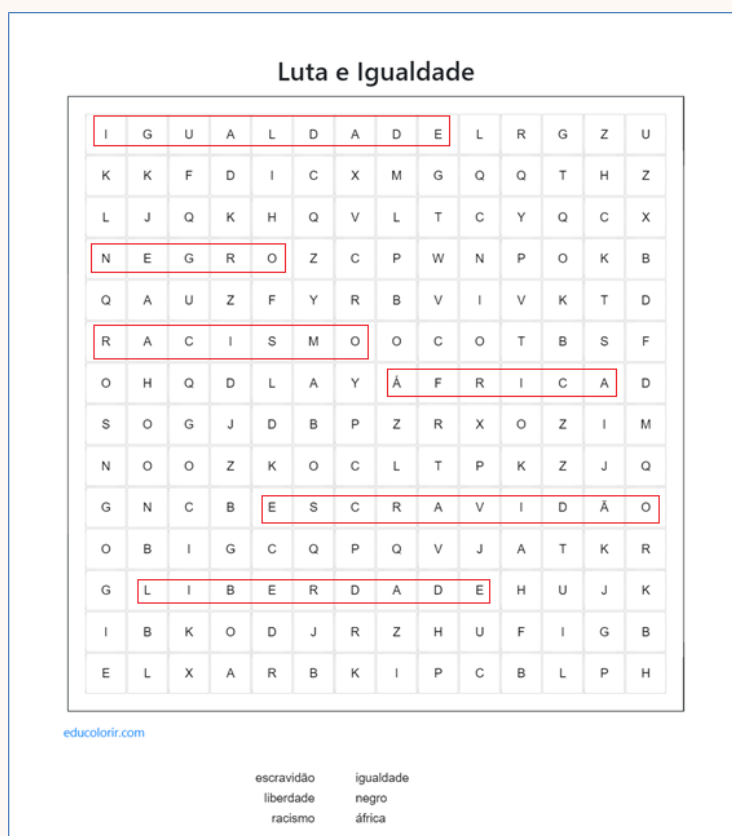 Luta e Igualdade
I G U A L D A D E L R G Z U
K K F D I C X M G Q Q T H Z
L J Q K H Q V L T C Y Q C X
N E G R O Z C P W N P O K B
Q A U Z F Y R B V I V K T D
R A C I S M O O C O T B S F
O H Q D L A Y Á F R I C A D
S O G J D B P Z R X O Z I M
N O O Z K O C L T P K Z J Q
G N C B E S C R A V I D Ã O
O B I G C Q P Q V J A T K R
G L I B E R D A D E H U J K
I B K O D J R Z H U F I G B
E L X A R B K I P C B L P H
educolorir.com
escravidão igualdade
liberdade negro
racismo áfrica